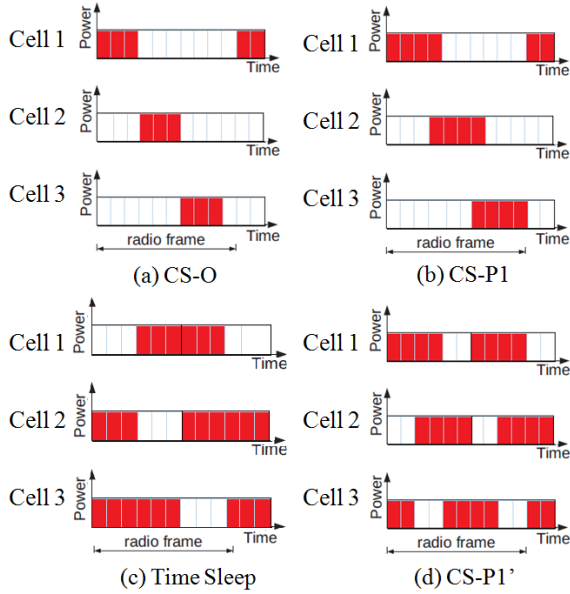 Cell 1
Power
Time
Cell 2
Power
Time
Cell 3
Power
Time
radio frame
(a) CS-O
Cell 1
Power
Time
Cell 2
Power
Time
Cell 3
Power
Time
radio frame
(b) CS-P1
Cell 1
Power
Time
Cell 2
Power
Time
Cell 3
Power
Time
radio frame
(c) Time Sleep
Cell 1
Power
Time
Cell 2
Power
Time
Cell 3
Power
Time
radio frame
(d) CS-P1’